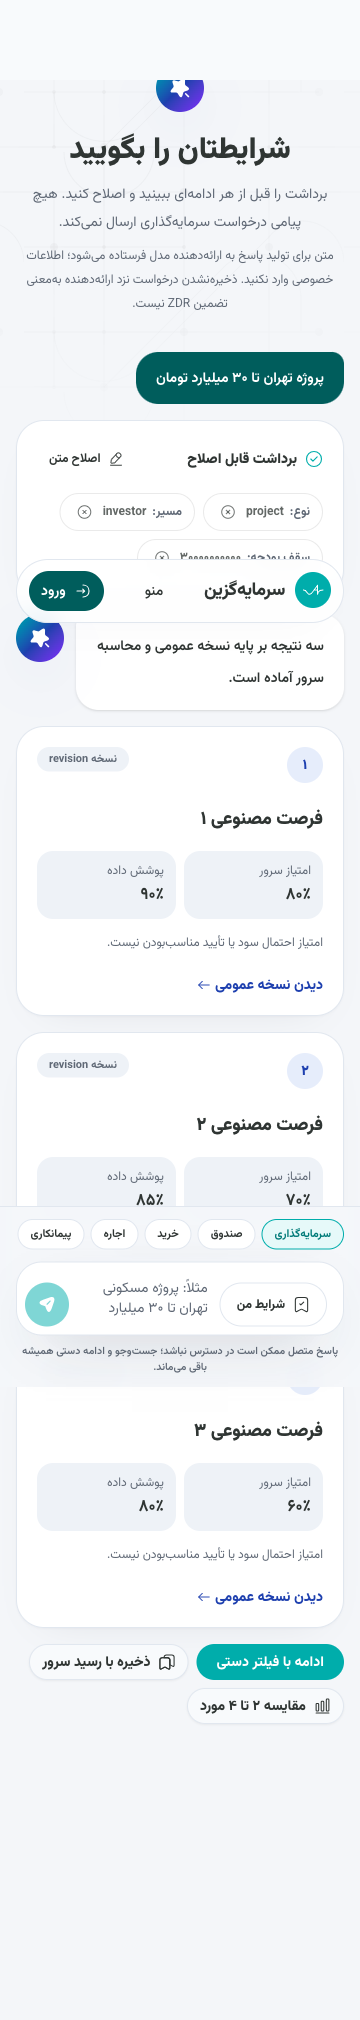 شرایطتان را بگویید
برداشت را قبل از هر ادامه‌ای ببینید و اصلاح کنید. هیچ
پیامی درخواست سرمایه‌گذاری ارسال نمی‌کند.
متن برای تولید پاسخ به ارائه‌دهنده مدل فرستاده می‌شود؛ اطلاعات
خصوصی وارد نکنید. ذخیره‌نشدن درخواست نزد ارائه‌دهنده به‌معنی
تضمین ZDR نیست.
پروژه تهران تا ۳۰ میلیارد تومان
برداشت قابل اصلاح
اصلاح متن
نوع: project
مسیر: investor
سقف بودجه: ۳۰۰۰۰۰۰۰۰۰۰
سرمایه‌گزین
منو
ورود
سه نتیجه بر پایه نسخه عمومی و محاسبه
سرور آماده است.
۱
نسخه revision
فرصت مصنوعی ۱
امتیاز سرور
پوشش داده
۸۰٪
۹۰٪
امتیاز احتمال سود یا تأیید مناسب‌بودن نیست.
دیدن نسخه عمومی
۲
نسخه revision
فرصت مصنوعی ۲
امتیاز سرور
پوشش داده
۷۰٪
۸۵٪
سرمایه‌گذاری
صندوق
خرید
اجاره
پیمانکاری
شرایط من
مثلاً: پروژه مسکونی
تهران تا ۳۰ میلیارد
پاسخ متصل ممکن است در دسترس نباشد؛ جست‌وجو و ادامه دستی همیشه
باقی می‌ماند.
فرصت مصنوعی ۳
امتیاز سرور
پوشش داده
۶۰٪
۸۰٪
امتیاز احتمال سود یا تأیید مناسب‌بودن نیست.
دیدن نسخه عمومی
ادامه با فیلتر دستی
ذخیره با رسید سرور
مقایسه ۲ تا ۴ مورد